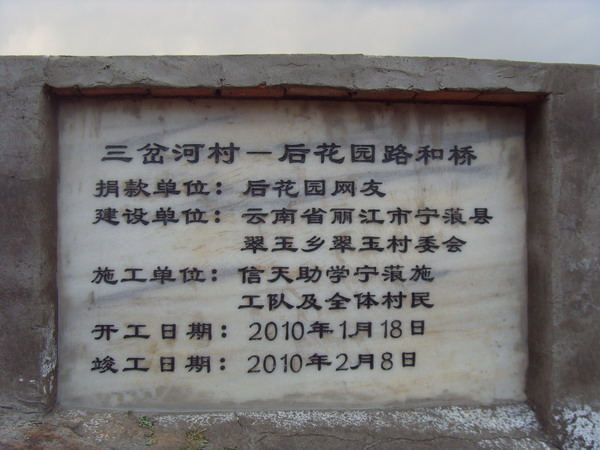 三岔河村－后花园路和桥
捐款单位：后花园网友
建设单位：云南省丽江市宁蒗县
翠玉乡翠玉村委会
施工单位：信天助学宁蒗施
工队及全体村民
开工日期：2010年1月18日
竣工日期：2010年2月8日